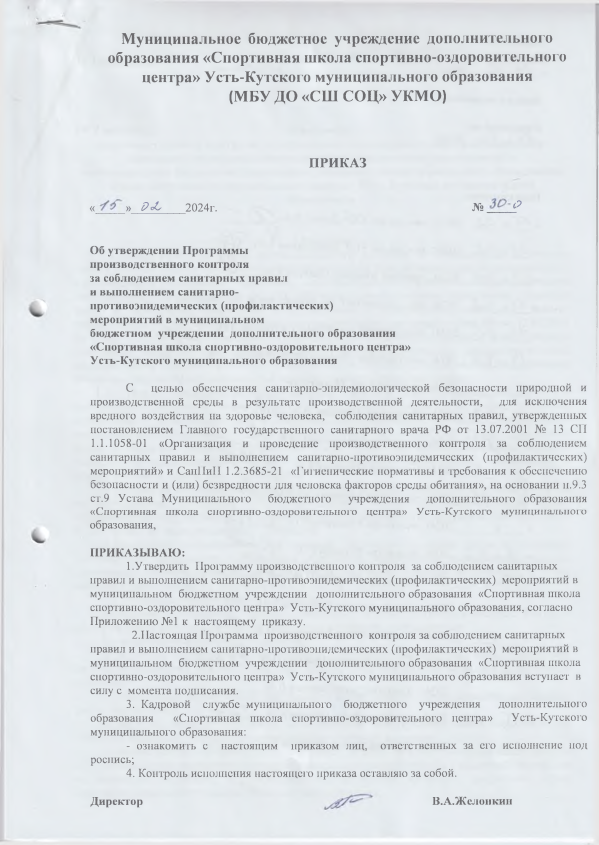 Муниципальное бюджетное учреждение дополнительного
образования «Спортивная школа спортивно-оздоровительного
центра» Усть-Кутского муниципального образования
(МБУ ДО «СШ СОЦ» УКМО)
ПРИКАЗ
« 15 » 02 2024г. № 30-о
Об утверждении Программы
производственного контроля
за соблюдением санитарных правил
и выполнением санитарно-
противоэпидемических (профилактических)
мероприятий в муниципальном
бюджетном учреждении дополнительного образования
«Спортивная школа спортивно-оздоровительного центра»
Усть-Кутского муниципального образования
С целью обеспечения санитарно-эпидемиологической безопасности природной и
производственной среды в результате производственной деятельности, для исключения
вредного воздействия на здоровье человека, соблюдения санитарных правил, утвержденных
постановлением Главного государственного санитарного врача РФ от 13.07.2001 № 13 СП
1.1.1058-01 «Организация и проведение производственного контроля за соблюдением
санитарных правил и выполнением санитарно-противоэпидемических (профилактических)
мероприятий» и СанПиН 1.2.3685-21 «Гигиенические нормативы и требования к обеспечению
безопасности и (или) безвредности для человека факторов среды обитания», на основании п.9.3
ст.9 Устава Муниципального бюджетного учреждения дополнительного образования
«Спортивная школа спортивно-оздоровительного центра» Усть-Кутского муниципального
образования,
ПРИКАЗЫВАЮ:
1.Утвердить Программу производственного контроля за соблюдением санитарных
правил и выполнением санитарно-противоэпидемических (профилактических) мероприятий в
муниципальном бюджетном учреждении дополнительного образования «Спортивная школа
спортивно-оздоровительного центра» Усть-Кутского муниципального образования, согласно
Приложению №1 к настоящему приказу.
2.Настоящая Программа производственного контроля за соблюдением санитарных
правил и выполнением санитарно-противоэпидемических (профилактических) мероприятий в
муниципальном бюджетном учреждении дополнительного образования «Спортивная школа
спортивно-оздоровительного центра» Усть-Кутского муниципального образования вступает в
силу с момента подписания.
3. Кадровой службе муниципального бюджетного учреждения дополнительного
образования «Спортивная школа спортивно-оздоровительного центра» Усть-Кутского
муниципального образования:
- ознакомить с настоящим приказом лиц, ответственных за его исполнение под
роспись;
4. Контроль исполнения настоящего приказа оставляю за собой.
Директор В.А.Желонкин